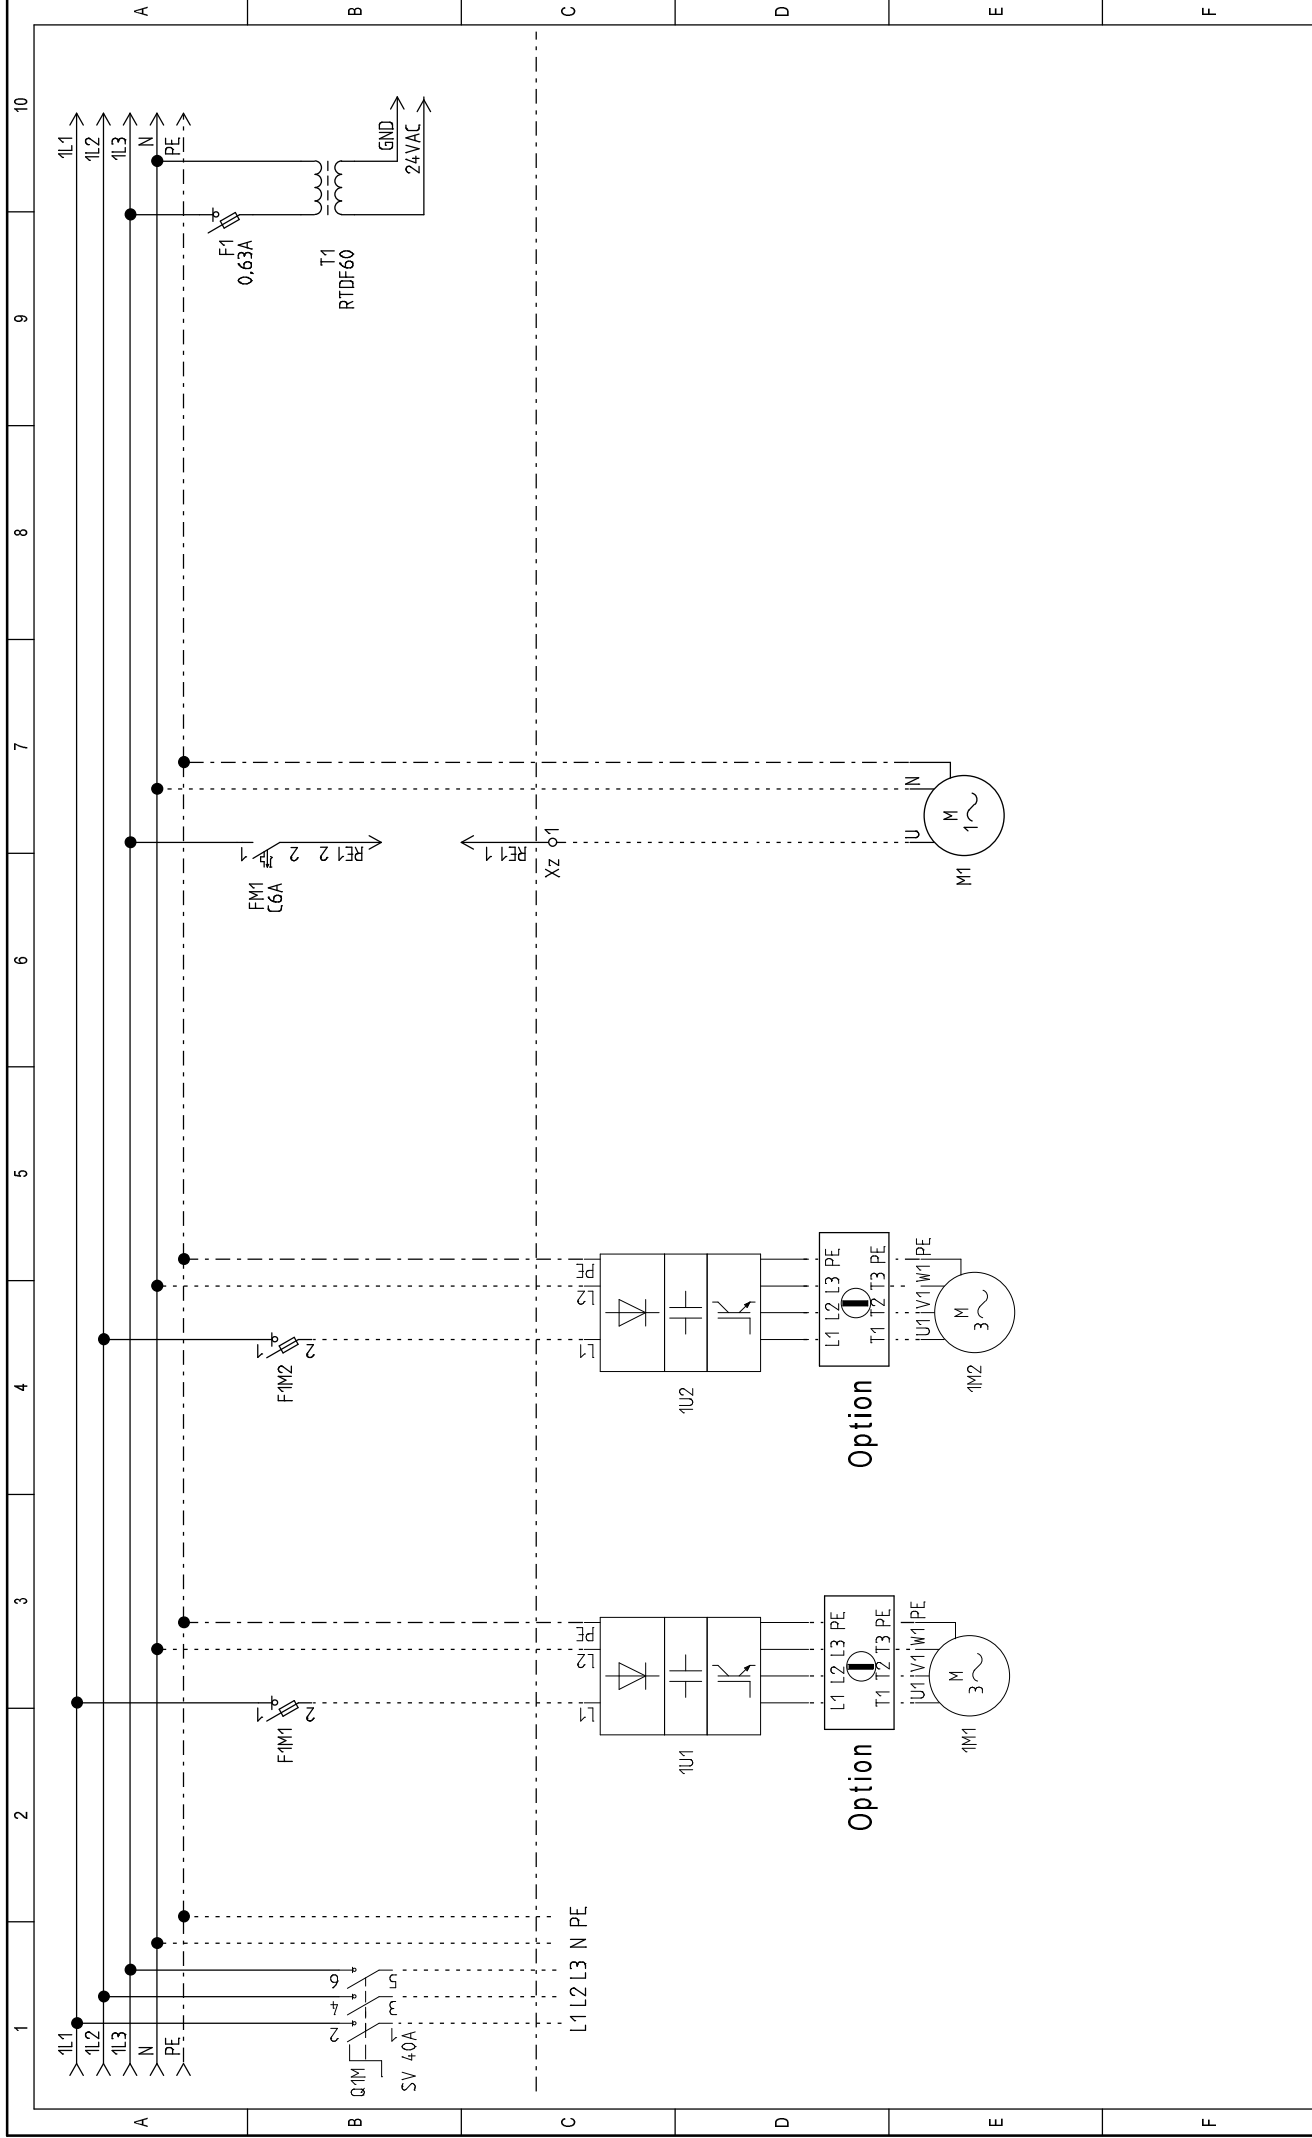 1 2 3 4 5 6 7 8 9 10
A A
B B
C C
D D
E E
F F
1L1 1L1
1L2 1L2
1L3 1L3
N N
PE PE
Q1M
SV 40A
2 4 6
1 3 5
L1 L2 L3 N PE
F1M1
1
2
L1 L2 PE
1U1
Option
L1 L2 L3 PE
T1 T2 T3 PE
U1 V1 W1 PE
M
3
1M1
F1M2
1
2
L1 L2 PE
1U2
Option
L1 L2 L3 PE
T1 T2 T3 PE
U1 V1 W1 PE
M
3
1M2
FM1
C6A
1
2
RE1 2
RE1 1
Xz 1
U N
M
1
M1
F1
0,63A
T1
RTDF60
GND
24VAC